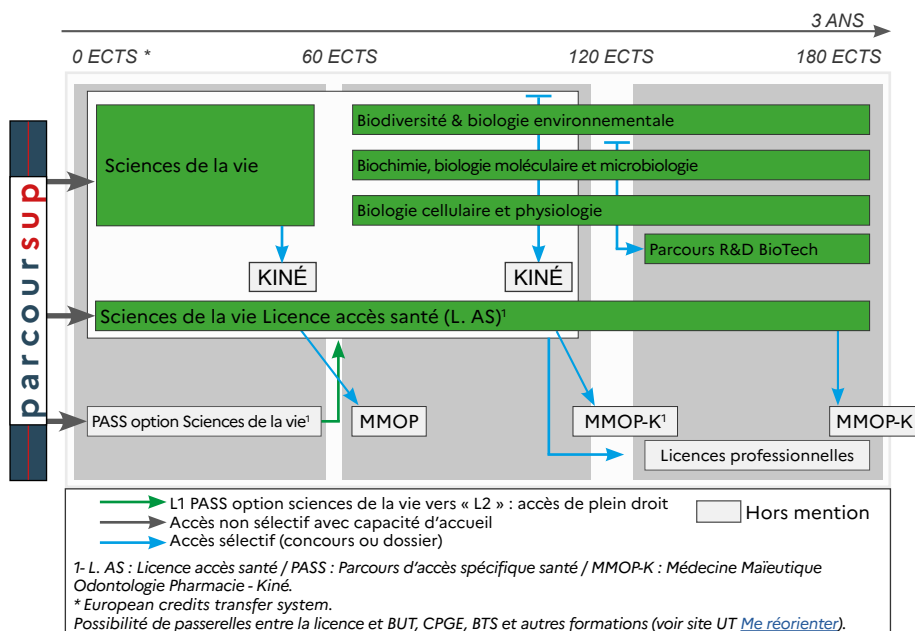 3 ANS
0 ECTS *
60 ECTS
120 ECTS
180 ECTS
parcoursup
Sciences de la vie
Biodiversité & biologie environnementale
Biochimie, biologie moléculaire et microbiologie
Biologie cellulaire et physiologie
Parcours R&D BioTech
KINÉ
KINÉ
Sciences de la vie Licence accès santé (L. AS)¹
PASS option Sciences de la vie¹
MMOP
MMOP-K¹
MMOP-K
Licences professionnelles
L1 PASS option sciences de la vie vers « L2 » : accès de plein droit
Accès non sélectif avec capacité d'accueil
Accès sélectif (concours ou dossier)
Hors mention
1- L. AS : Licence accès santé / PASS : Parcours d'accès spécifique santé / MMOP-K : Médecine Maïeutique
Odontologie Pharmacie - Kiné.
* European credits transfer system.
Possibilité de passerelles entre la licence et BUT, CPGE, BTS et autres formations (voir site UT Me réorienter).